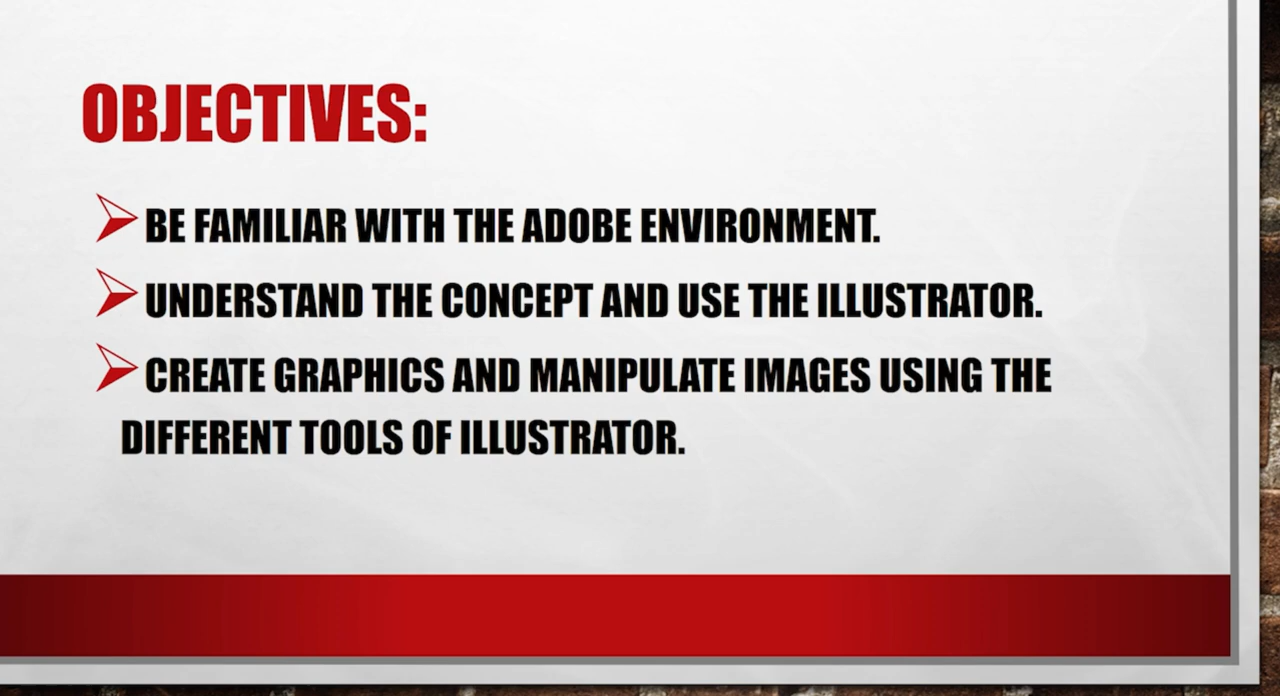 OBJECTIVES:
BE FAMILIAR WITH THE ADOBE ENVIRONMENT.
UNDERSTAND THE CONCEPT AND USE THE ILLUSTRATOR.
CREATE GRAPHICS AND MANIPULATE IMAGES USING THE
DIFFERENT TOOLS OF ILLUSTRATOR.